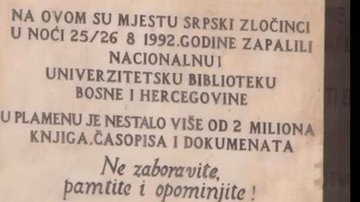 NA OVOM SU MJESTU SRPSKI ZLOČINCI
U NOĆI 25/26 8 1992.GODINE ZAPALILI
NACIONALNU I
UNIVERZITETSKU BIBLIOTEKU
BOSNE I HERCEGOVINE
U PLAMENU JE NESTALO VIŠE OD 2 MILIONA
KNJIGA.ČASOPISA I DOKUMENATA
Ne zaboravite,
pamtite i opominjite !